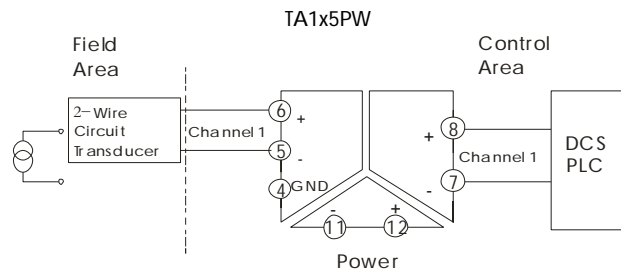 TA1x5PW
Field
Area
Control
Area
2-Wire
Circuit
Transducer
Channel 1
6
+
5
-
4
GND
8
+
7
-
Channel 1
DCS
PLC
-
+
11
12
Power